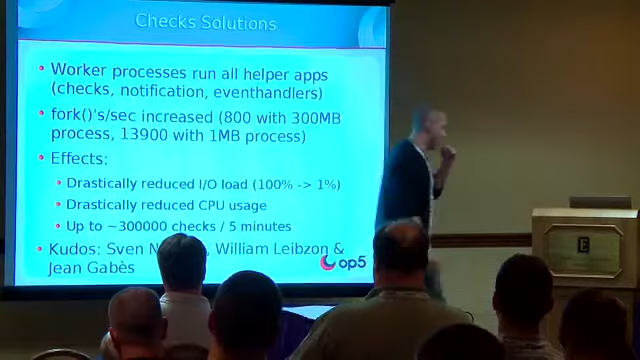 Checks Solutions
Worker processes run all helper apps
(checks, notification, eventhandlers)
fork()'s/sec increased (800 with 300MB
process, 13900 with 1MB process)
Effects:
Drastically reduced I/O load (100% -> 1%)
Drastically reduced CPU usage
Up to ~300000 checks / 5 minutes
Kudos: Sven William Leibzon &
Jean Gabès
op5
E